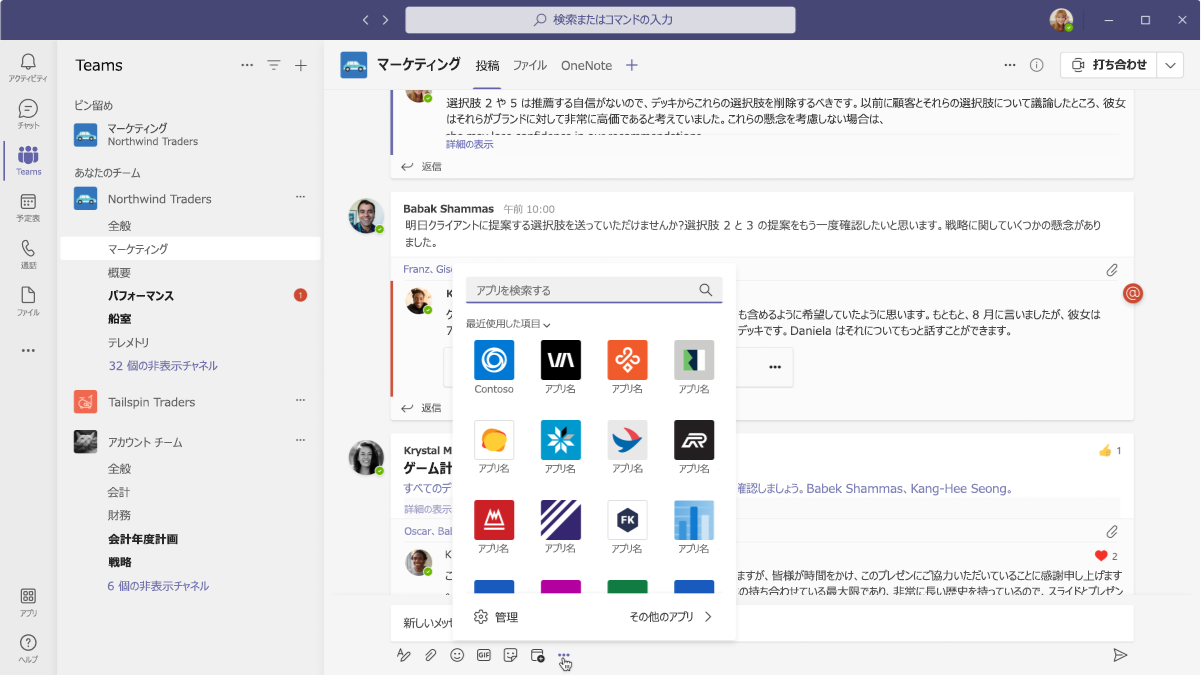 検索またはコマンドの入力
アクティビティ
チャット
Teams
予定表
通話
ファイル
アプリ
ヘルプ
Teams
ピン留め
マーケティング
Northwind Traders
あなたのチーム
Northwind Traders
全般
マーケティング
概要
パフォーマンス
1
船室
テレメトリ
32 個の非表示チャネル
Tailspin Traders
アカウント チーム
全般
会計
財務
会計年度計画
戦略
6 個の非表示チャネル
マーケティング 投稿 ファイル OneNote
打ち合わせ
選択肢 2 や 5 は推薦する自信がないので、デッキからこれらの選択肢を削除するべきです。以前に顧客とそれらの選択肢について議論したところ、彼女
はそれらがブランドに対して非常に高価であると考えていました。これらの懸念を考慮しない場合は、
she may lose confidence in our recommendations
詳細の表示
返信
Babak Shammas 午前 10:00
明日クライアントに提案する選択肢を送っていただけませんか?選択肢 2 と 3 の提案をもう一度確認したいと思います。戦略に関していくつかの懸念があり
ました。
Franz、Gis
K
も含めるように希望していたように思います。もともと、8 月に言いましたが、彼女は
7
デッキです。Daniela はそれについてもっと話すことができます。
返信
Krystal M
1
ゲーム計
すべてのデ
確認しましょう。Babek Shammas、Kang-Hee Seong。
詳細の表示
Oscar、Bal
K
2
こ
ますが、皆様が時間をかけ、このプレゼンにご協力いただいていることに感謝申し上げます
の持ち合わせている最大限であり、非常に長い歴史を持っているので、スライドとプレゼン
新しいメッセ
GIF
アプリを検索する
最近使用した項目
Contoso
アプリ名
アプリ名
アプリ名
アプリ名
アプリ名
アプリ名
アプリ名
アプリ名
アプリ名
FK
アプリ名
アプリ名
管理
その他のアプリ